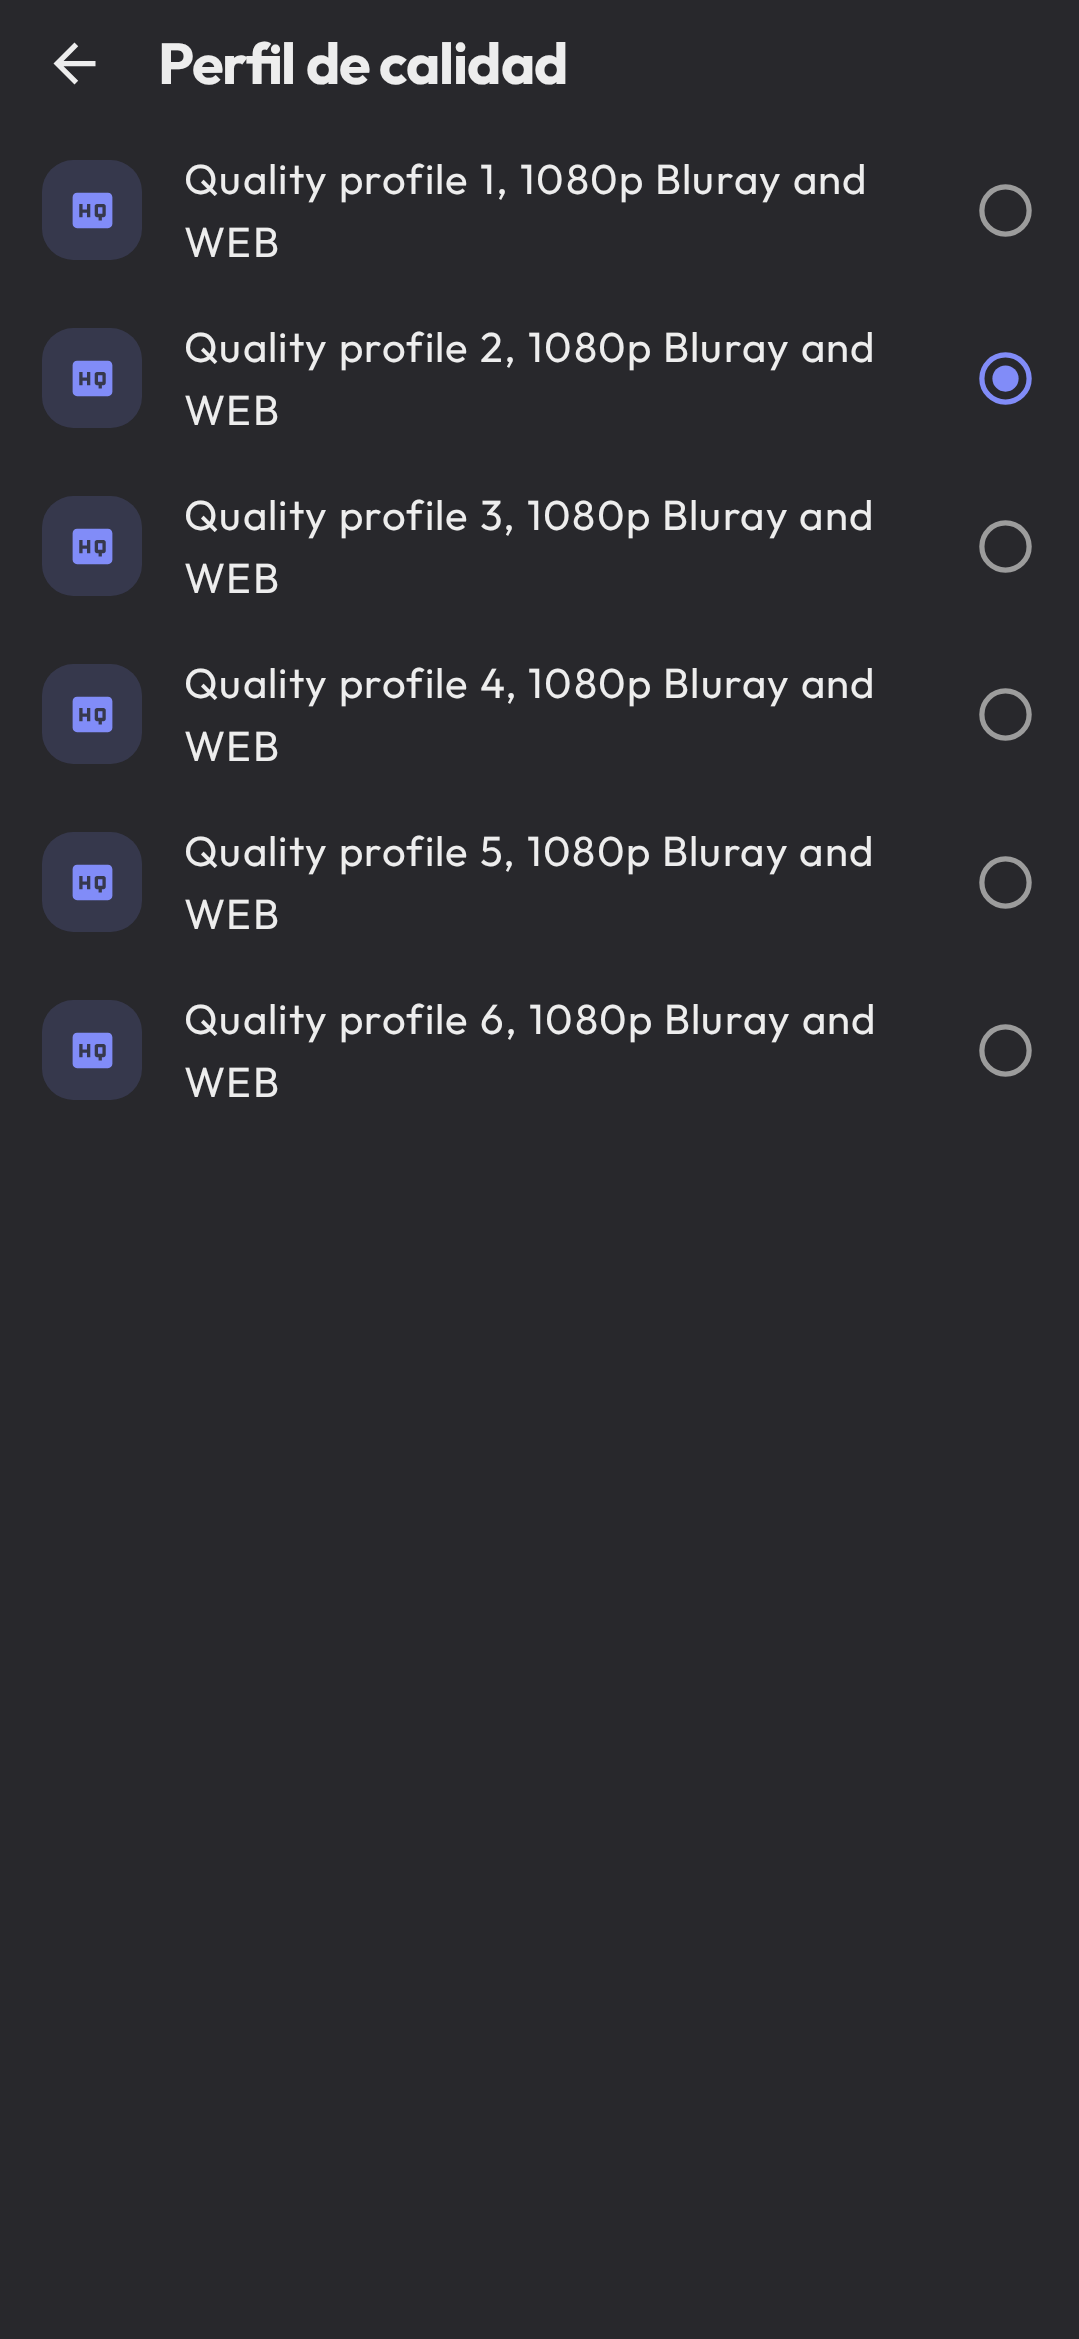 Perfil de calidad
HQ
Quality profile 1, 1080p Bluray and
WEB
HQ
Quality profile 2, 1080p Bluray and
WEB
HQ
Quality profile 3, 1080p Bluray and
WEB
HQ
Quality profile 4, 1080p Bluray and
WEB
HQ
Quality profile 5, 1080p Bluray and
WEB
HQ
Quality profile 6, 1080p Bluray and
WEB